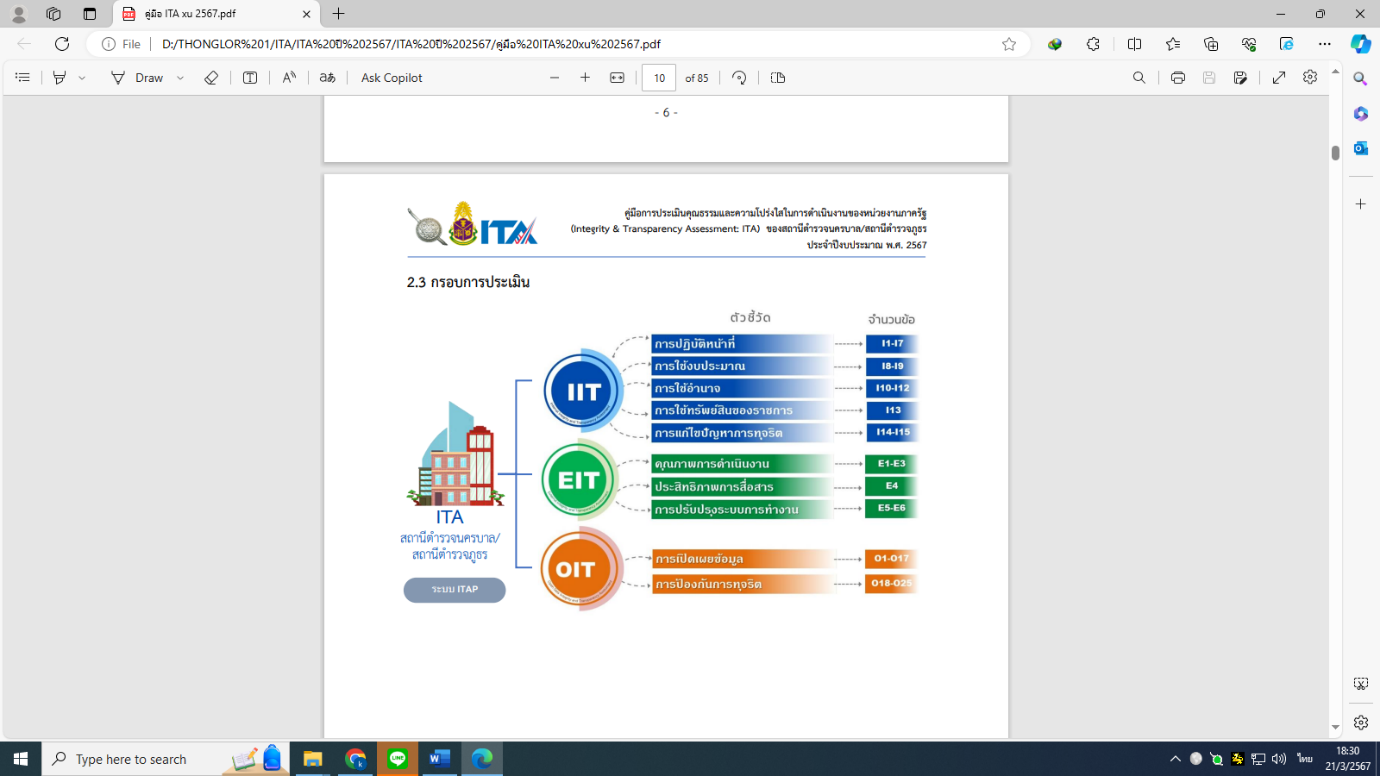 คู่มือ ITA xu 2567.pdf
File
D:/THONGLOR%201/ITA/ITA%20ปี%202567/ITA%20ปี%202567/คู่มือ%20ITA%20xu%202567.pdf
Draw
Ask Copilot
10 of 85
- 6 -
ITA
คู่มือการประเมินคุณธรรมและความโปร่งใสในการดำเนินงานของหน่วยงานภาครัฐ
(Integrity & Transparency Assessment: ITA) ของสถานีตำรวจนครบาล/สถานีตำรวจภูธร
ประจำปีงบประมาณ พ.ศ. 2567
2.3 กรอบการประเมิน
ตัวชี้วัด
จำนวนข้อ
IIT
การปฏิบัติหน้าที่ I1-I7
การใช้งบประมาณ I8-I9
การใช้อำนาจ I10-I12
การใช้ทรัพย์สินของราชการ I13
การแก้ไขปัญหาการทุจริต I14-I15
EIT
คุณภาพการดำเนินงาน E1-E3
ประสิทธิภาพการสื่อสาร E4
การปรับปรุงระบบการทำงาน E5-E6
OIT
การเปิดเผยข้อมูล O1-O17
การป้องกันการทุจริต O18-O25
ITA
สถานีตำรวจนครบาล/
สถานีตำรวจภูธร
ระบบ ITAP
Type here to search
ไทย
18:30
21/3/2567